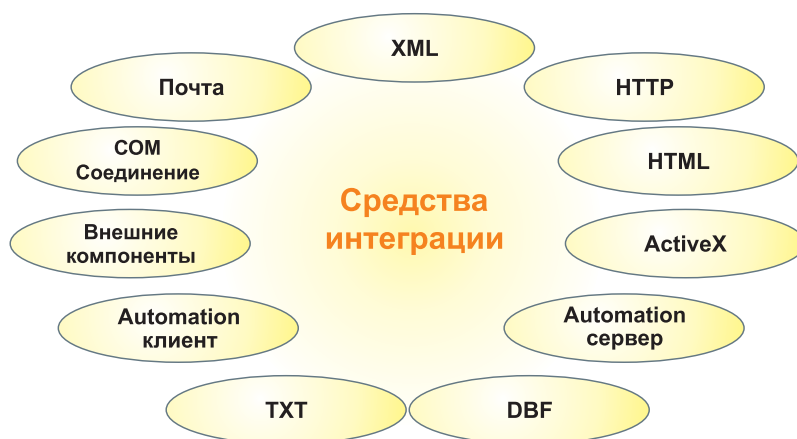 XML
Почта
HTTP
COM
Соединение
HTML
Средства
интеграции
Внешние
компоненты
ActiveX
Automation
клиент
Automation
сервер
TXT
DBF